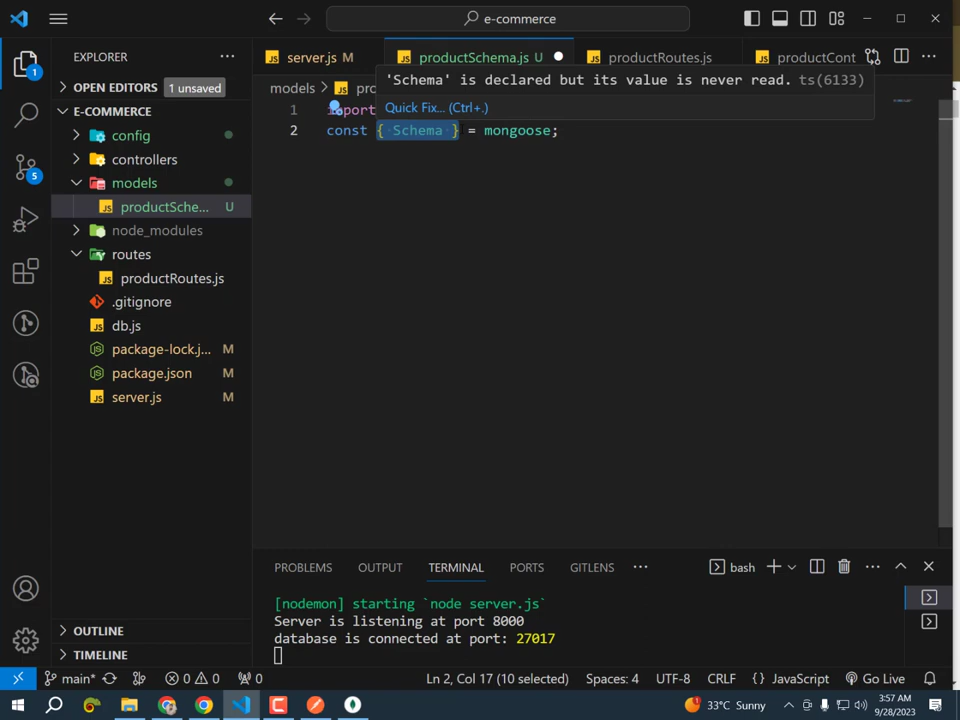 e-commerce
EXPLORER
OPEN EDITORS 1 unsaved
E-COMMERCE
config
controllers
models
productSche... U
node_modules
routes
productRoutes.js
.gitignore
db.js
package-lock.j... M
package.json M
server.js M
OUTLINE
TIMELINE
server.js M
productSchema.js U
productRoutes.js
productCont
models
'Schema' is declared but its value is never read. ts(6133)
Quick Fix... (Ctrl+.)
1 import
2 const { Schema } = mongoose;
PROBLEMS OUTPUT TERMINAL PORTS GITLENS
bash
[nodemon] starting `node server.js`
Server is listening at port 8000
database is connected at port: 27017
1
5
main* 0 0 0 Ln 2, Col 17 (10 selected) Spaces: 4 UTF-8 CRLF { } JavaScript Go Live
33°C Sunny
3:57 AM
9/28/2023